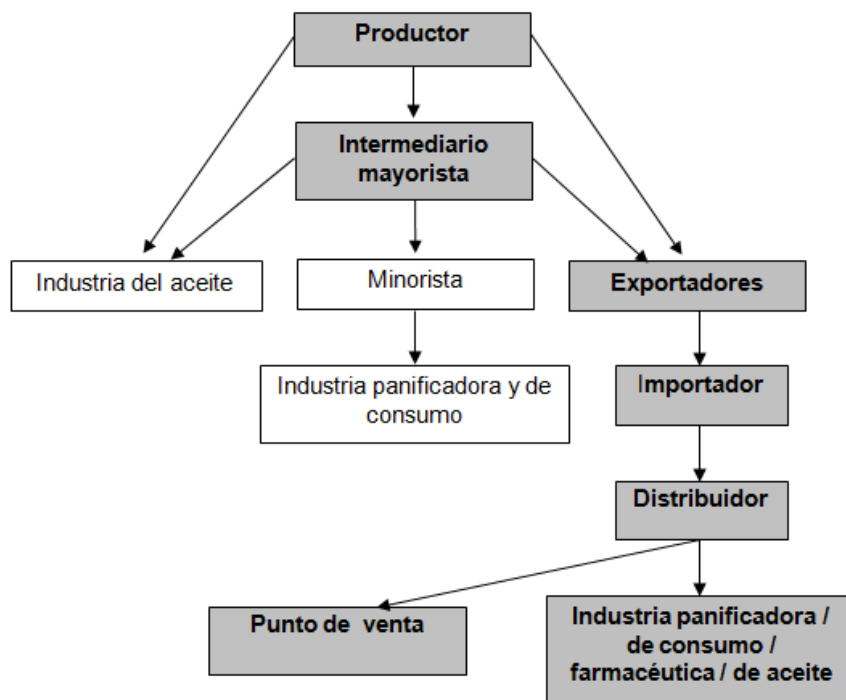 Productor
Intermediario
mayorista
Industria del aceite
Minorista
Exportadores
Industria panificadora y de
consumo
Importador
Distribuidor
Punto de venta
Industria panificadora /
de consumo /
farmacéutica / de aceite